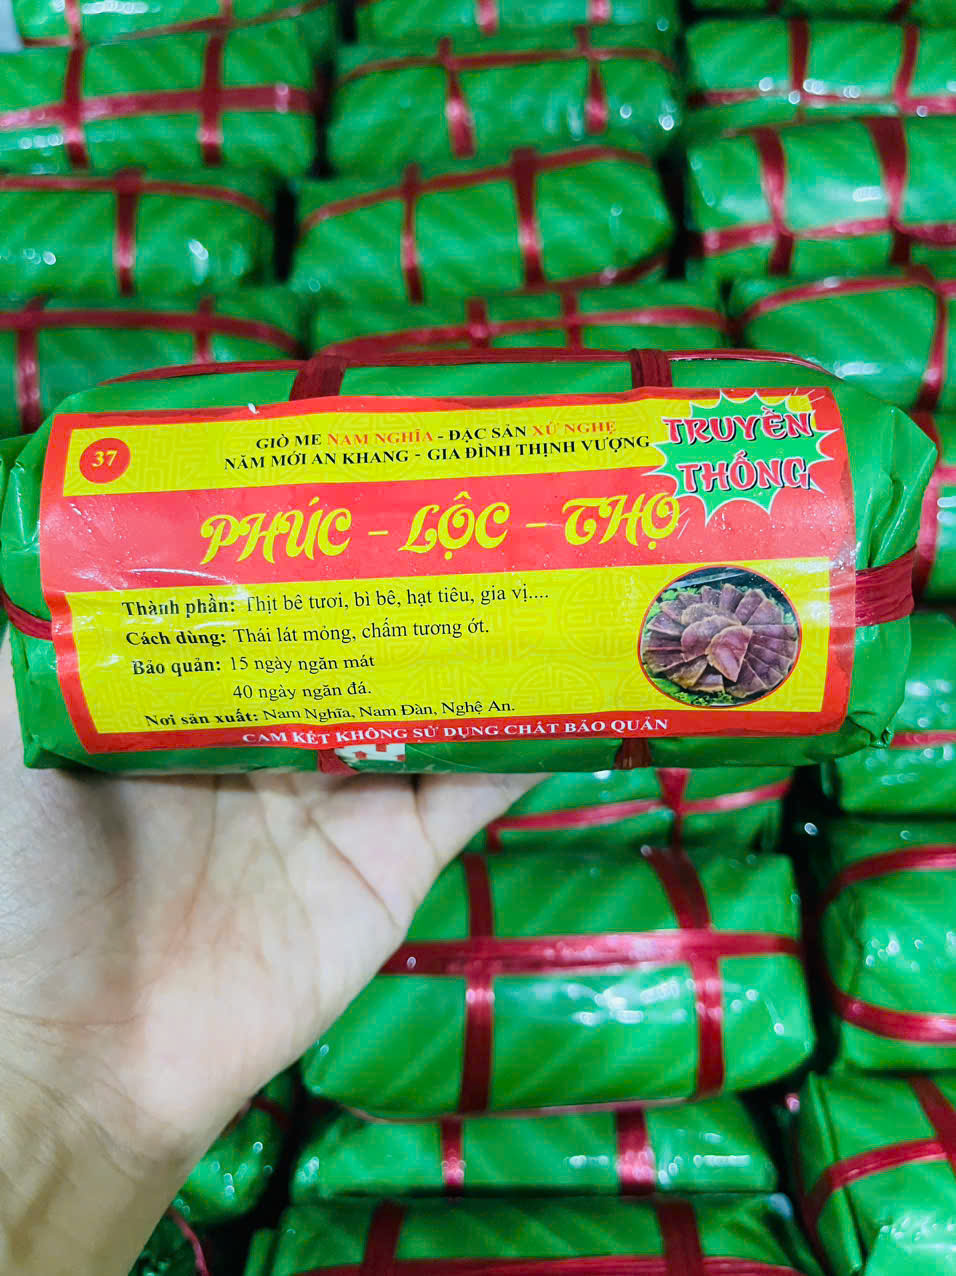 37
GIÒ ME NAM NGHĨA - ĐẶC SẢN XỨ NGHỆ
NĂM MỚI AN KHANG - GIA ĐÌNH THỊNH VƯỢNG
TRUYỀN
THỐNG
PHÚC - LỘC - THỌ
Thành phần: Thịt bê tươi, bì bê, hạt tiêu, gia vị....
Cách dùng: Thái lát mỏng, chấm tương ớt.
Bảo quản: 15 ngày ngăn mát
40 ngày ngăn đá.
Nơi sản xuất: Nam Nghĩa, Nam Đàn, Nghệ An.
CAM KẾT KHÔNG SỬ DỤNG CHẤT BẢO QUẢN